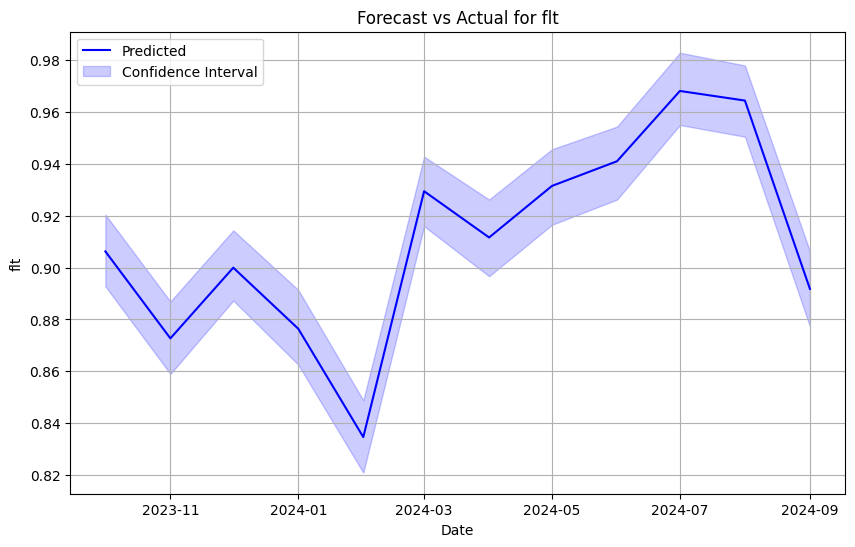 Forecast vs Actual for flt
Predicted
Confidence Interval
0.98
0.96
0.94
0.92
0.90
0.88
0.86
0.84
0.82
flt
2023-11 2024-01 2024-03 2024-05 2024-07 2024-09
Date